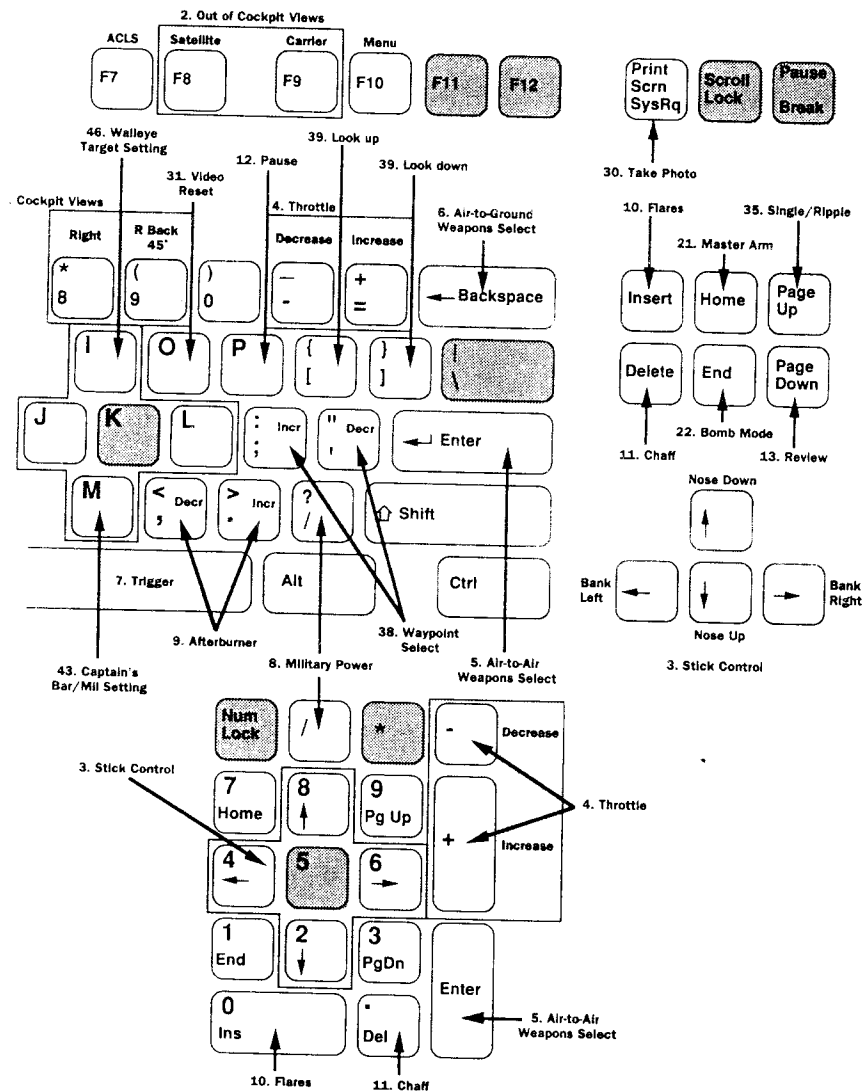 2. Out of Cockpit Views
ACLS
Satellite
Carrier
Menu
F7
F8
F9
F10
F11
F12
Print
Scrn
SysRq
Scroll
Lock
Pause
Break
46. Walleye
Target Setting
31. Video
Reset
12. Pause
39. Look up
39. Look down
30. Take Photo
Cockpit Views
4. Throttle
6. Air-to-Ground
Weapons Select
10. Flares
35. Single/Ripple
21. Master Arm
Right
R Back
45°
Decrease
Increase
*
8
(
9
)
0
—
-
+
=
← Backspace
Insert
Home
Page
Up
I
O
P
{
[
}
]
|
\
Delete
End
Page
Down
J
K
L
:
;
Incr
"
'
Decr
↵ Enter
22. Bomb Mode
11. Chaff
13. Review
M
<
,
Decr
>
.
Incr
?
/
⇧ Shift
Nose Down
↑
7. Trigger
Alt
Ctrl
Bank
Left
←
↓
→
Bank
Right
Nose Up
9. Afterburner
38. Waypoint
Select
43. Captain's
Bar/Mil Setting
8. Military Power
5. Air-to-Air
Weapons Select
3. Stick Control
Num
Lock
/
*
-
Decrease
3. Stick Control
7
Home
8
↑
9
Pg Up
4. Throttle
+
Increase
4
←
5
6
→
1
End
2
↓
3
PgDn
Enter
0
Ins
.
Del
5. Air-to-Air
Weapons Select
10. Flares
11. Chaff